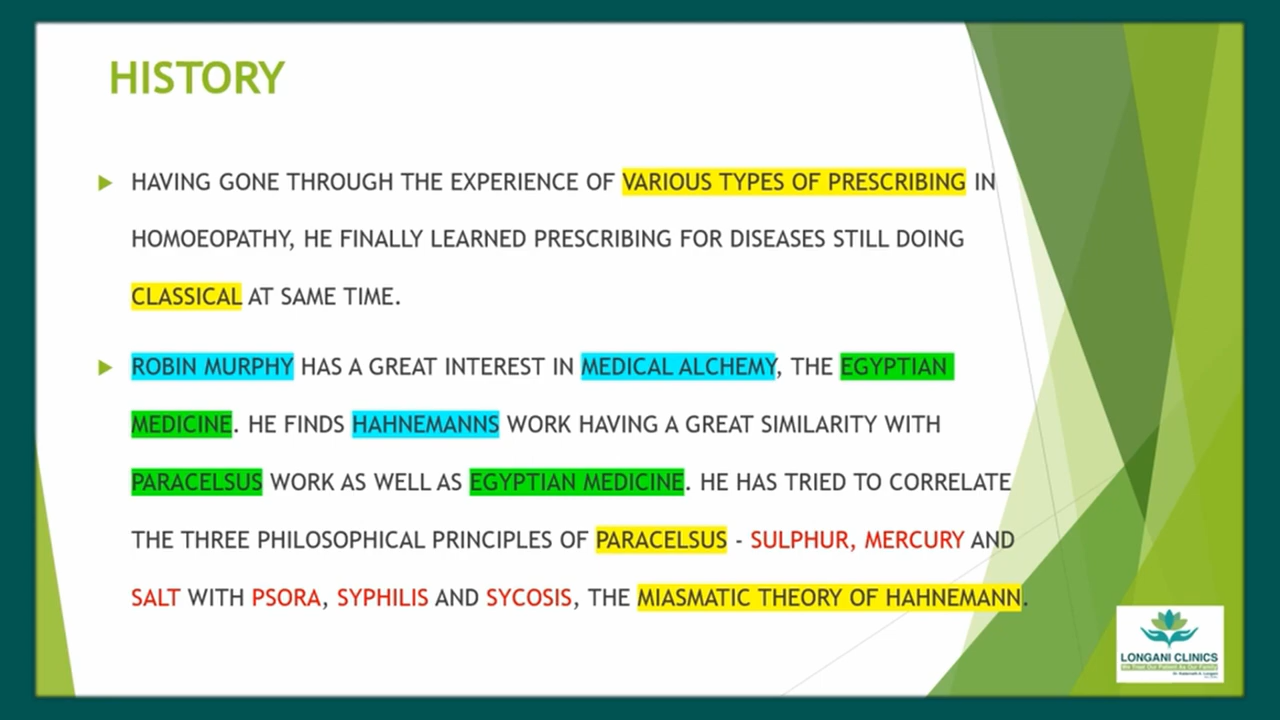 HISTORY
HAVING GONE THROUGH THE EXPERIENCE OF VARIOUS TYPES OF PRESCRIBING IN
HOMOEOPATHY, HE FINALLY LEARNED PRESCRIBING FOR DISEASES STILL DOING
CLASSICAL AT SAME TIME.
ROBIN MURPHY HAS A GREAT INTEREST IN MEDICAL ALCHEMY, THE EGYPTIAN
MEDICINE. HE FINDS HAHNEMANNS WORK HAVING A GREAT SIMILARITY WITH
PARACELSUS WORK AS WELL AS EGYPTIAN MEDICINE. HE HAS TRIED TO CORRELATE
THE THREE PHILOSOPHICAL PRINCIPLES OF PARACELSUS - SULPHUR, MERCURY AND
SALT WITH PSORA, SYPHILIS AND SYCOSIS, THE MIASMATIC THEORY OF HAHNEMANN.
LONGANI CLINICS
We Treat Our Patient As Our Family